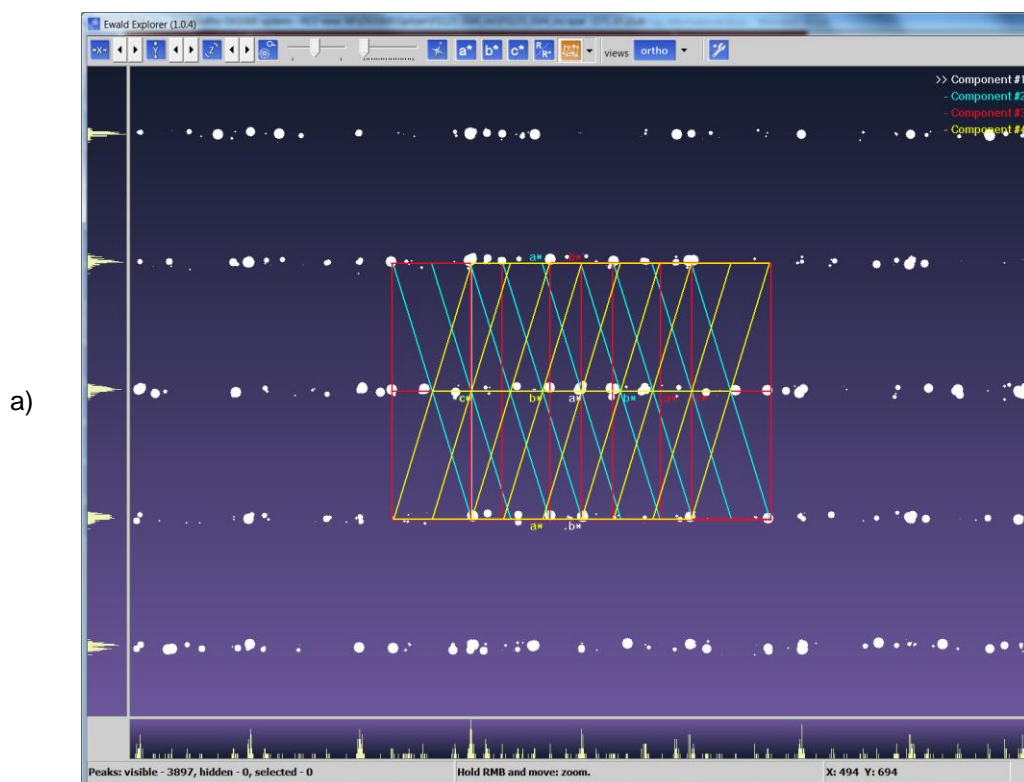 Ewald Explorer (1.0.4)
a* b* c* R/R* views ortho
>> Component #1
- Component #2
- Component #3
- Component #4
a* b*
a)
c* b* a* b* a*
a* b*
Peaks: visible - 3897, hidden - 0, selected - 0 Hold RMB and move: zoom. X: 494 Y: 694